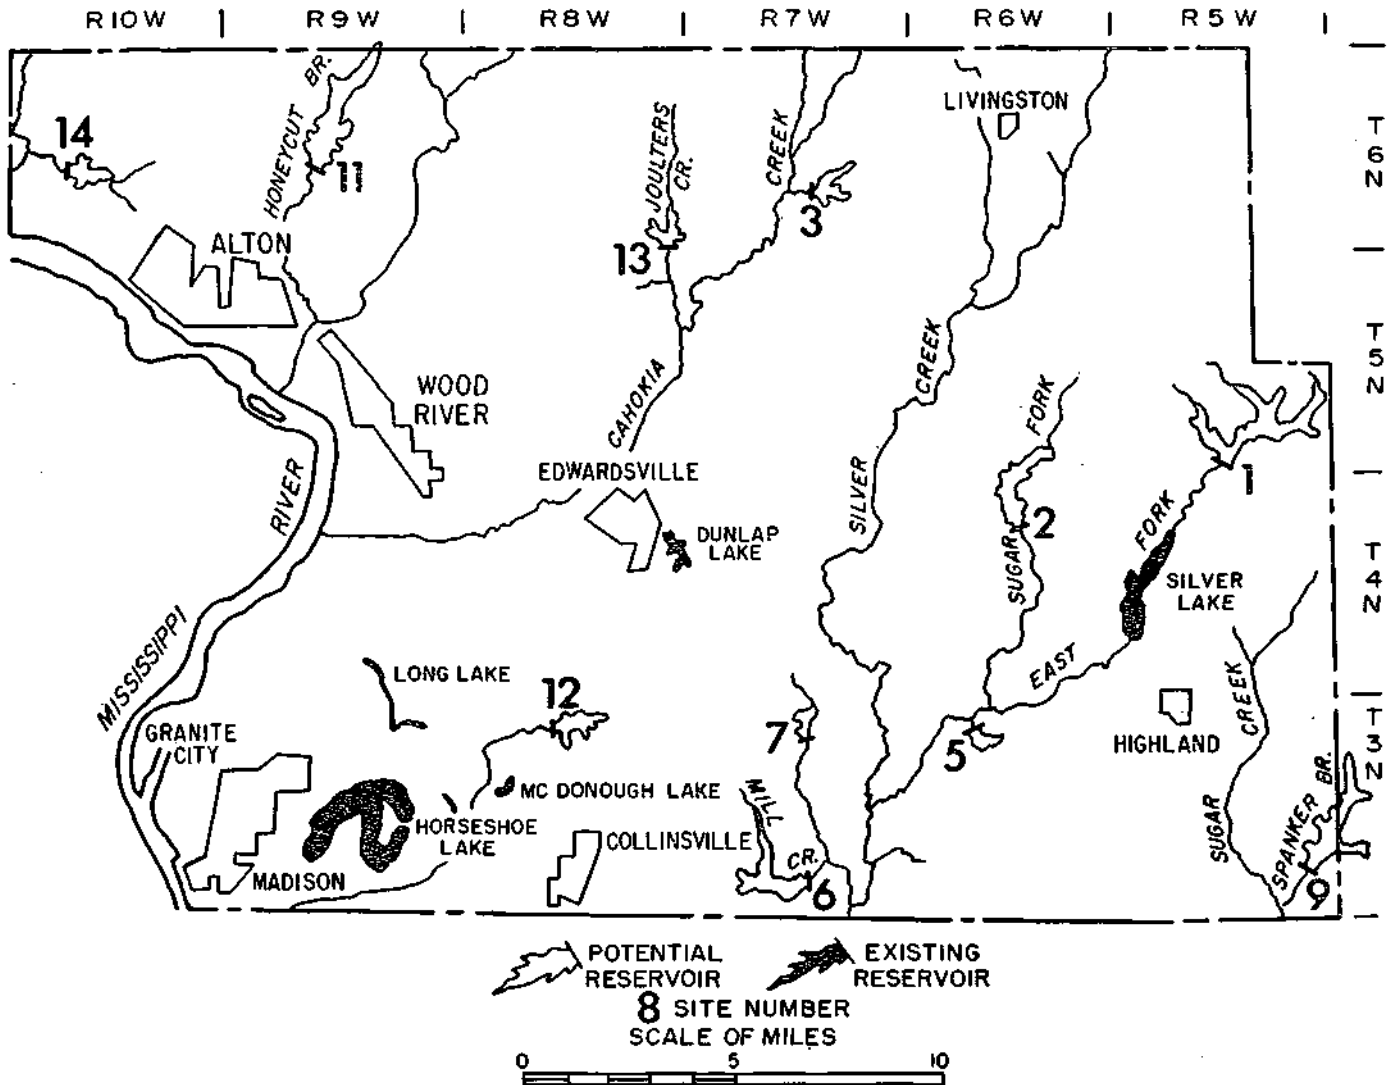 R10W
R9W
R8W
R7W
R6W
R5W
T6N
T5N
T4N
T3N
HONEYCUT BR.
14
11
ALTON
JOULTERS CR.
13
CREEK
3
LIVINGSTON
WOOD
RIVER
CAHOKIA
CREEK
SILVER
FORK
SUGAR
2
1
FORK
EAST
EDWARDSVILLE
DUNLAP
LAKE
SILVER
LAKE
RIVER
MISSISSIPPI
LONG LAKE
12
7
5
HIGHLAND
CREEK
SUGAR
SPANKER BR.
9
GRANITE
CITY
MC DONOUGH LAKE
HORSESHOE
LAKE
COLLINSVILLE
MILL
CR.
6
MADISON
POTENTIAL
RESERVOIR
EXISTING
RESERVOIR
8 SITE NUMBER
SCALE OF MILES
0 5 10